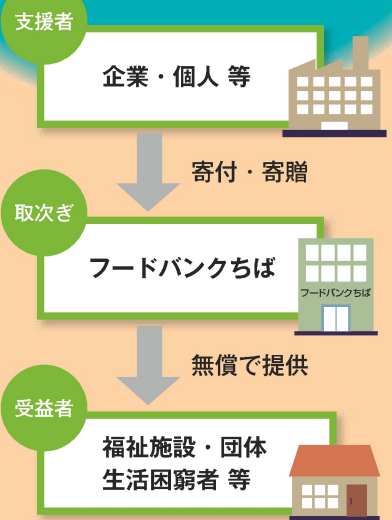 支援者
企業・個人 等
寄付・寄贈
取次ぎ
フードバンクちば
フードバンクちば
無償で提供
受益者
福祉施設・団体
生活困窮者 等